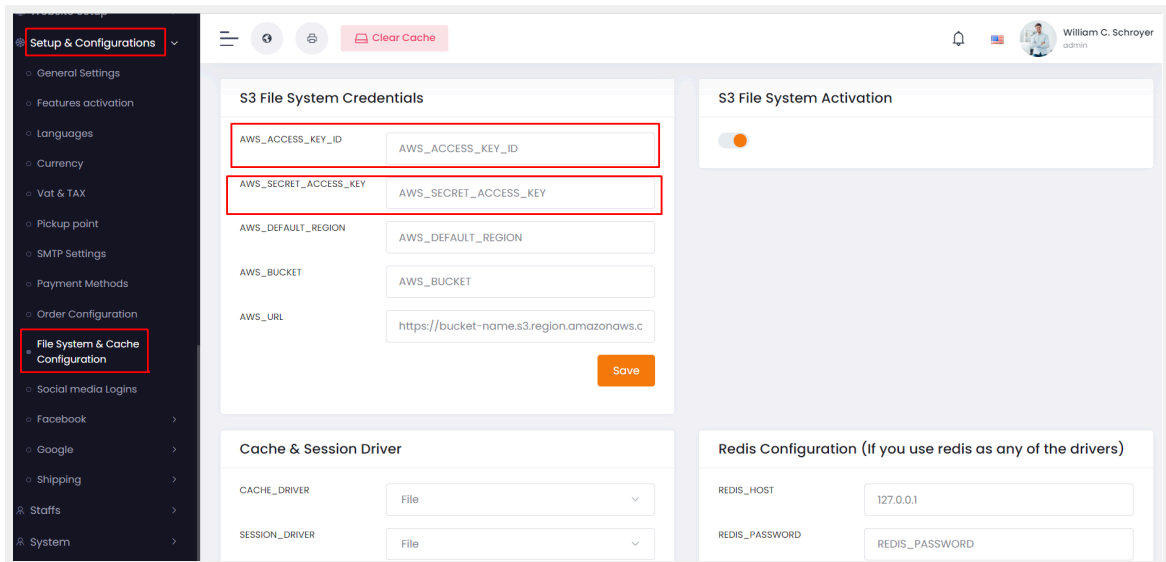 Website Setup
Setup & Configurations
General Settings
Features activation
Languages
Currency
Vat & TAX
Pickup point
SMTP Settings
Payment Methods
Order Configuration
File System & Cache
Configuration
Social media Logins
Facebook
Google
Shipping
Staffs
System
Clear Cache
William C. Schroyer
admin
S3 File System Credentials
AWS_ACCESS_KEY_ID
AWS_ACCESS_KEY_ID
AWS_SECRET_ACCESS_KEY
AWS_SECRET_ACCESS_KEY
AWS_DEFAULT_REGION
AWS_DEFAULT_REGION
AWS_BUCKET
AWS_BUCKET
AWS_URL
https://bucket-name.s3.region.amazonaws.c
Save
S3 File System Activation
Cache & Session Driver
CACHE_DRIVER
File
SESSION_DRIVER
File
Redis Configuration (If you use redis as any of the drivers)
REDIS_HOST
127.0.0.1
REDIS_PASSWORD
REDIS_PASSWORD